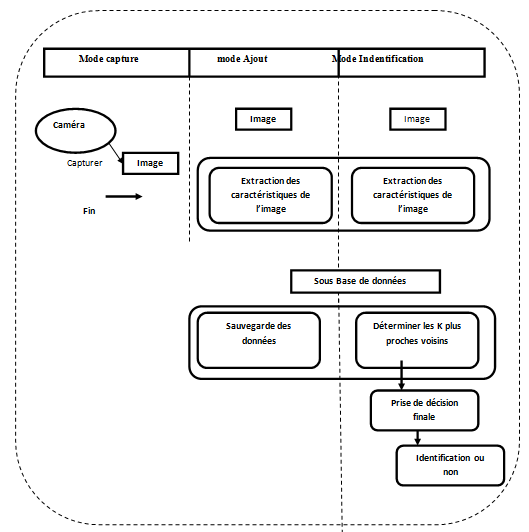 Mode capture
mode Ajout
Mode Indentification
Caméra
Capturer
Image
Fin
Image
Image
Extraction des
caractéristiques de
l'image
Extraction des
caractéristiques de
l'image
Sous Base de données
Sauvegarde des
données
Déterminer les K plus
proches voisins
Prise de décision
finale
Identification ou
non